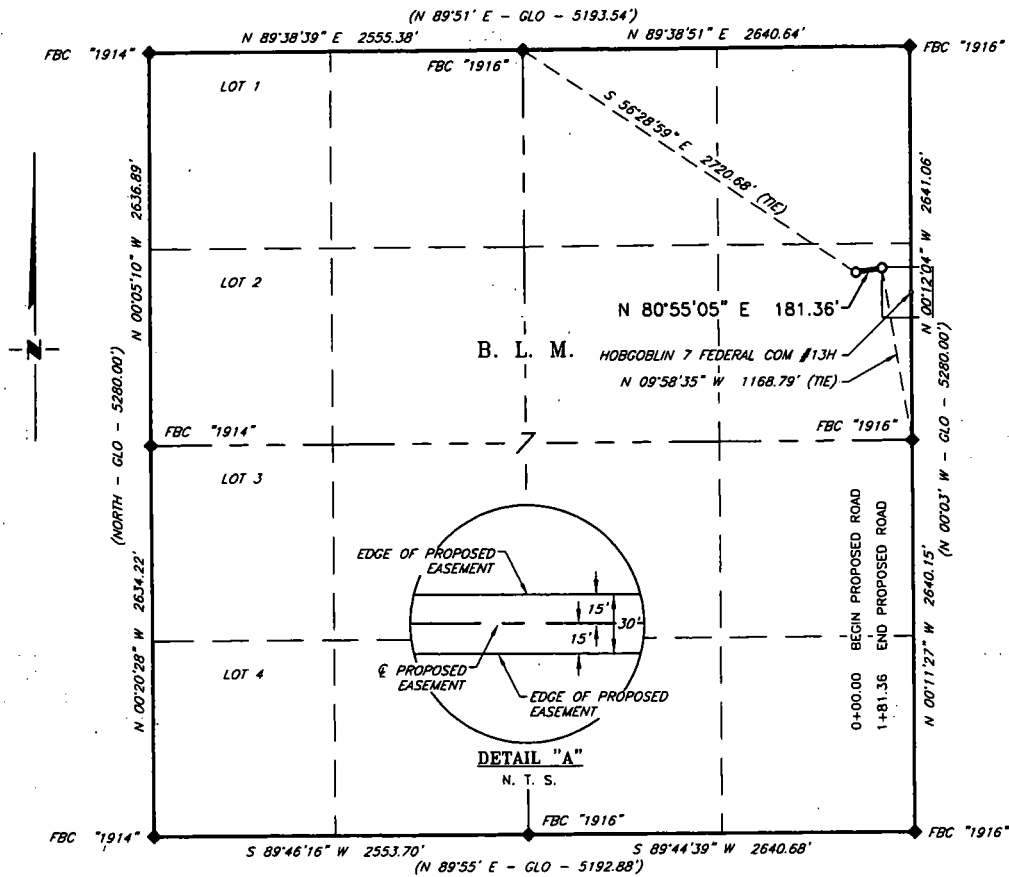 (N 89°51' E - GLO - 5193.54')
N 89°38'39" E 2555.38'
N 89°38'51" E 2640.64'
FBC "1914"
FBC "1916"
FBC "1916"
LOT 1
S 56°28'59" E 2720.68' (TIE)
N 00°05'10" W 2636.89'
N 00°12'04" W 2641.06'
LOT 2
N 80°55'05" E 181.36'
B. L. M.
HOBGOBLIN 7 FEDERAL COM #13H
N 09°58'35" W 1168.79' (TIE)
N
(NORTH - GLO - 5280.00')
(N 00°03' W - GLO - 5280.00')
FBC "1914"
7
FBC "1916"
LOT 3
EDGE OF PROPOSED
EASEMENT
15'
30'
15'
℄ PROPOSED
EASEMENT
EDGE OF PROPOSED
EASEMENT
0+00.00 BEGIN PROPOSED ROAD
1+81.36 END PROPOSED ROAD
N 00°20'28" W 2634.22'
N 00°11'27" W 2640.15'
LOT 4
DETAIL "A"
N. T. S.
FBC "1914"
FBC "1916"
FBC "1916"
S 89°46'16" W 2553.70'
S 89°44'39" W 2640.68'
(N 89°55' E - GLO - 5192.88')